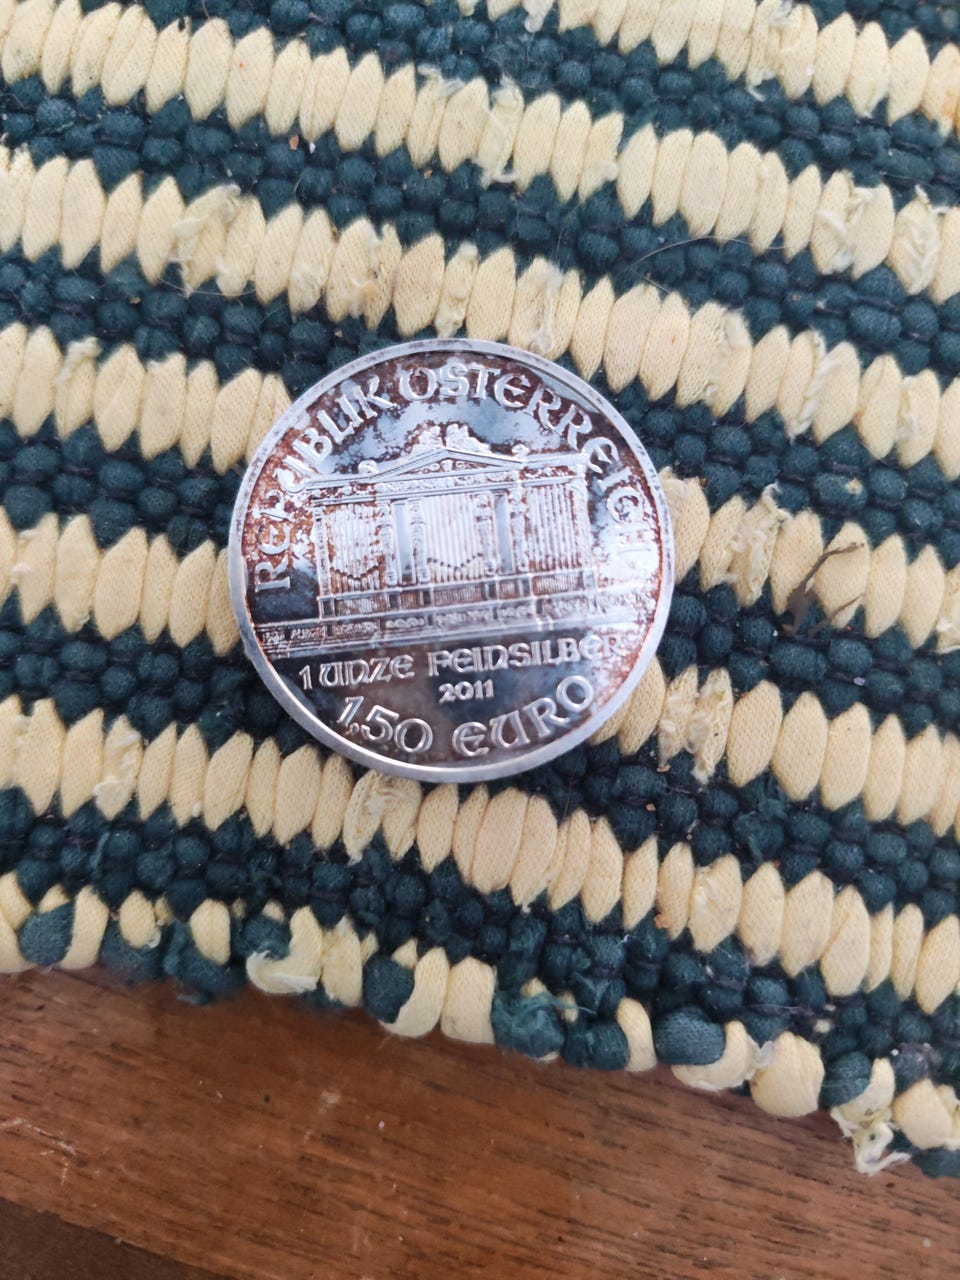 REPUBLIK ÖSTERREICH
1 UNZE FEINSILBER
2011
1,50 EURO